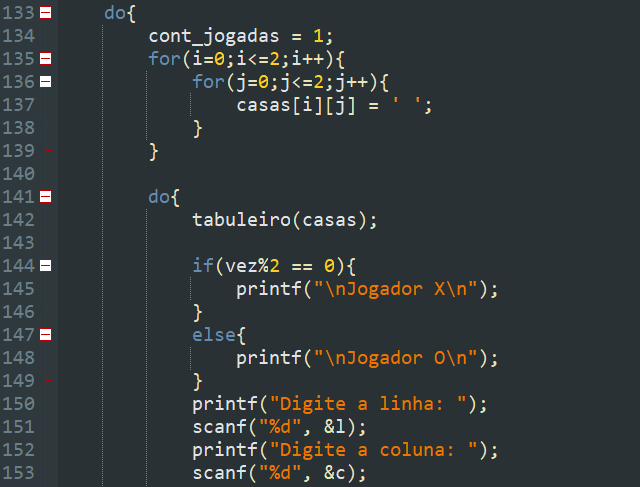 133 do{
134 cont_jogadas = 1;
135 for(i=0;i<=2;i++){
136 for(j=0;j<=2;j++){
137 casas[i][j] = ' ';
138 }
139 }
140
141 do{
142 tabuleiro(casas);
143
144 if(vez%2 == 0){
145 printf("\nJogador X\n");
146 }
147 else{
148 printf("\nJogador O\n");
149 }
150 printf("Digite a linha: ");
151 scanf("%d", &l);
152 printf("Digite a coluna: ");
153 scanf("%d", &c);